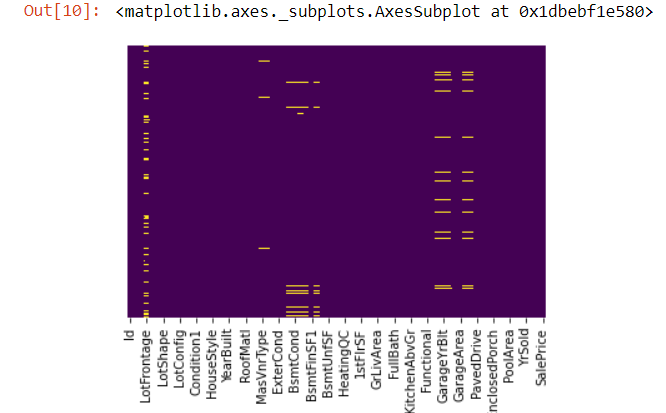 Out[10]: <matplotlib.axes._subplots.AxesSubplot at 0x1dbebf1e580>
Id
LotFrontage
LotShape
LotConfig
Condition1
HouseStyle
YearBuilt
RoofMatl
MasVnrType
ExterCond
BsmtCond
BsmtFinSF1
BsmtUnfSF
HeatingQC
1stFlrSF
GrLivArea
FullBath
KitchenAbvGr
Functional
GarageYrBlt
GarageArea
PavedDrive
nclosedPorch
PoolArea
YrSold
SalePrice